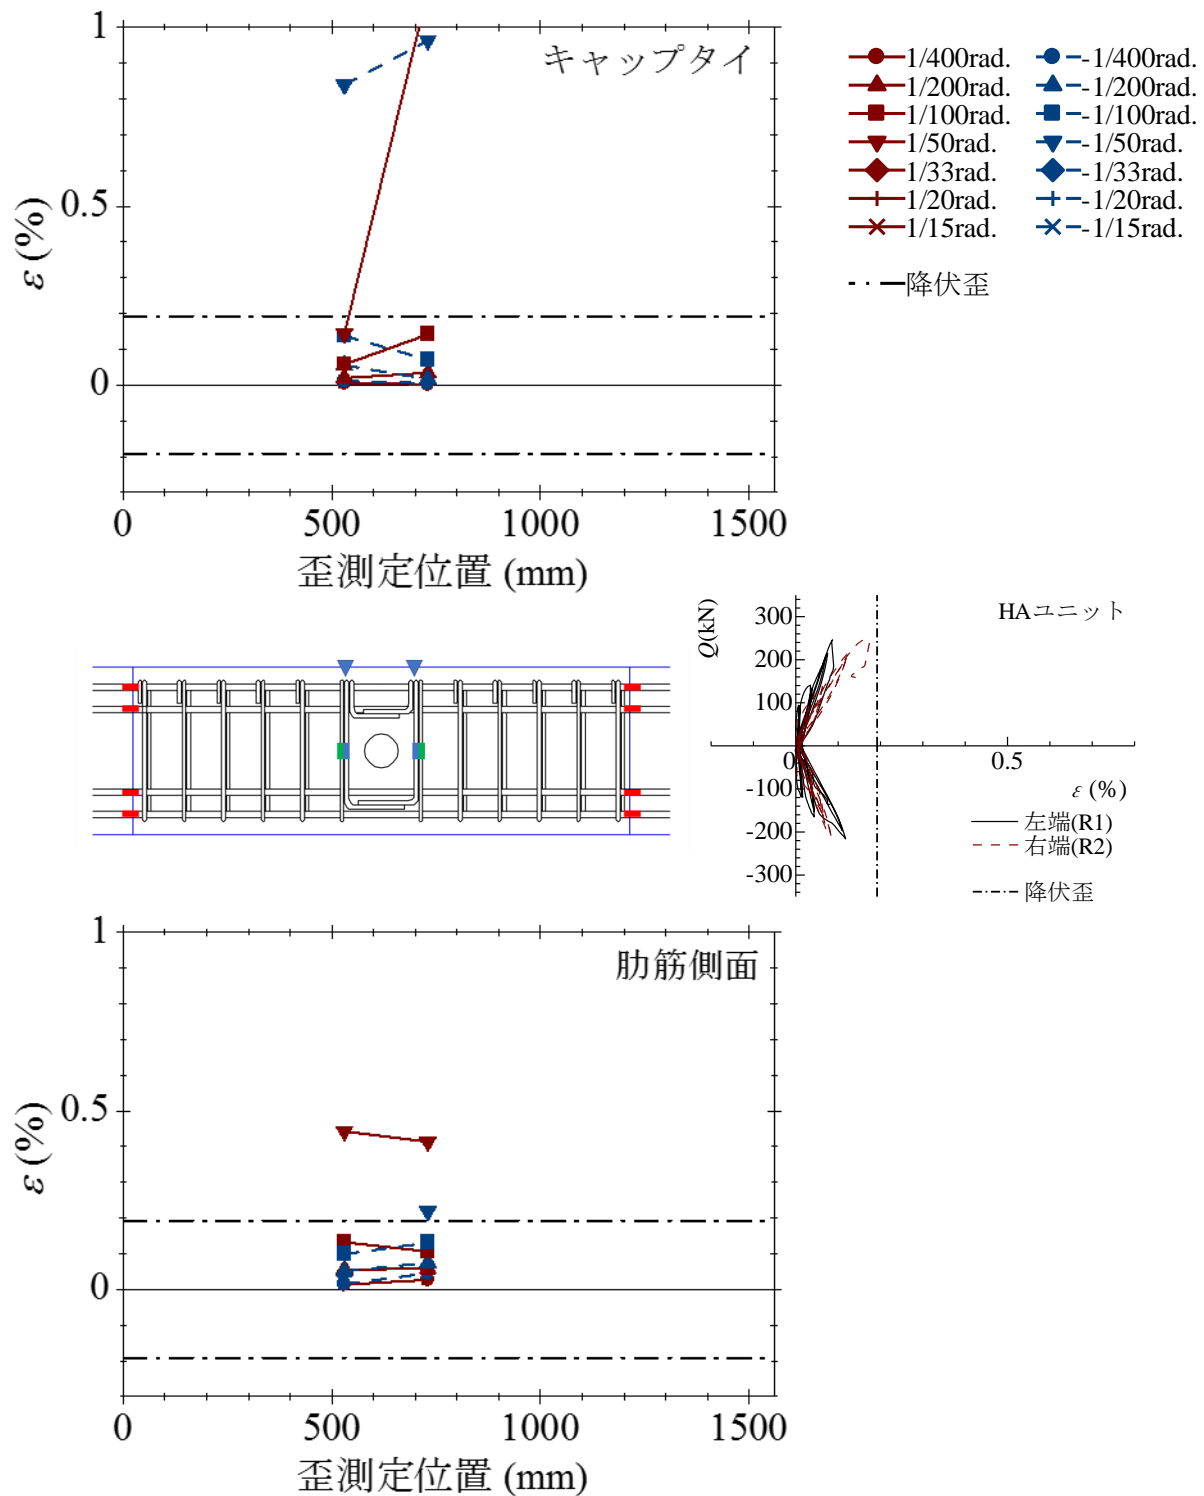 1
0.5
0
ε (%)
キャップタイ
0 500 1000 1500
歪測定位置 (mm)
1/400rad. -1/400rad.
1/200rad. -1/200rad.
1/100rad. -1/100rad.
1/50rad. -1/50rad.
1/33rad. -1/33rad.
1/20rad. -1/20rad.
1/15rad. -1/15rad.
降伏歪
Q(kN)
HAユニット
300
200
100
0 0.5
-100
-200
-300
ε (%)
左端(R1)
右端(R2)
降伏歪
1
0.5
0
ε (%)
肋筋側面
0 500 1000 1500
歪測定位置 (mm)